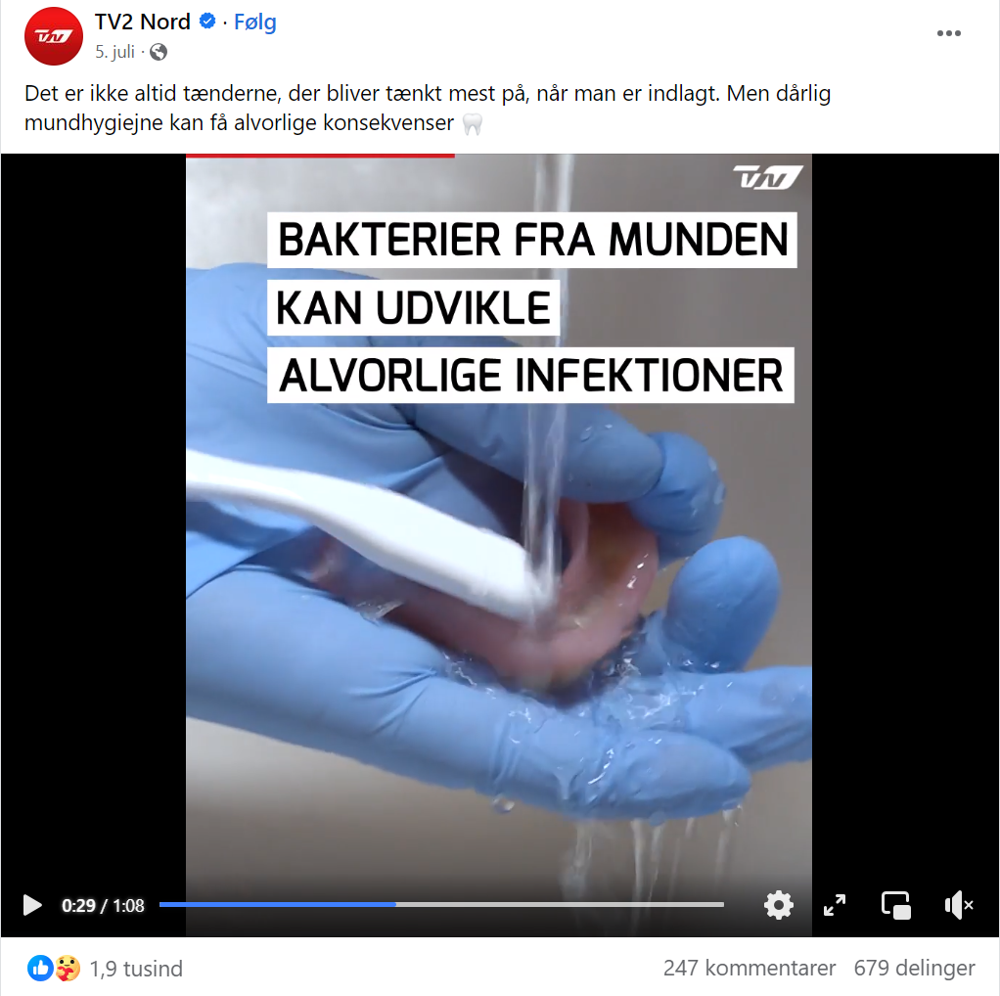 TV2 Nord · Følg
5. juli ·
Det er ikke altid tænderne, der bliver tænkt mest på, når man er indlagt. Men dårlig
mundhygiejne kan få alvorlige konsekvenser
BAKTERIER FRA MUNDEN
KAN UDVIKLE
ALVORLIGE INFEKTIONER
0:29 / 1:08
1,9 tusind
247 kommentarer 679 delinger